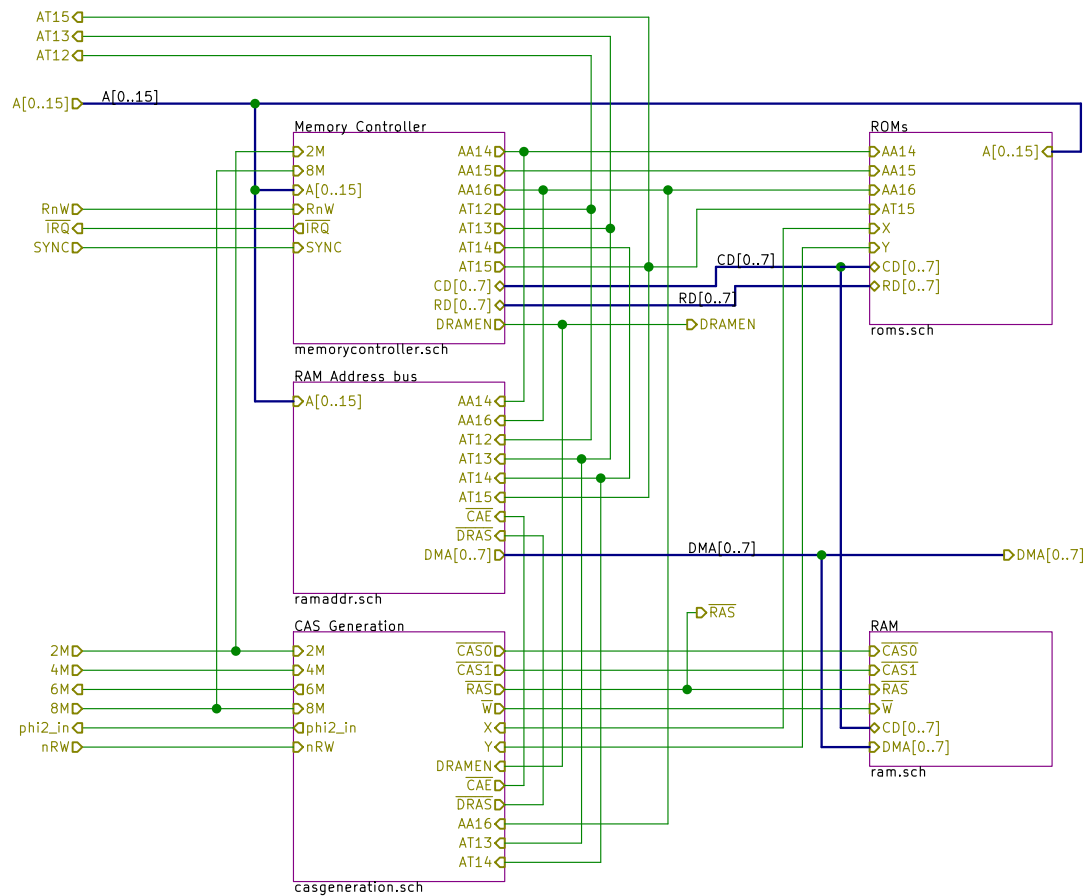 AT15
AT13
AT12
A[0..15] A[0..15]
Memory Controller ROMs
2M AA14 AA14 A[0..15]
8M AA15 AA15
A[0..15] AA16 AA16
RnW RnW AT12 AT15
IRQ IRQ AT13 X
SYNC SYNC AT14 Y
AT15 CD[0..7] CD[0..7]
CD[0..7] RD[0..7]
RD[0..7] RD[0..7]
DRAMEN DRAMEN roms.sch
memorycontroller.sch
RAM Address bus
A[0..15] AA14
AA16
AT12
AT13
AT14
AT15
CAE
DRAS
DMA[0..7] DMA[0..7] DMA[0..7]
ramaddr.sch
RAS
CAS Generation RAM
2M 2M CAS0 CAS0
4M 4M CAS1 CAS1
6M 6M RAS RAS
8M 8M W W
phi2_in phi2_in X CD[0..7]
nRW nRW Y DMA[0..7]
DRAMEN ram.sch
CAE
DRAS
AA16
AT13
AT14
casgeneration.sch